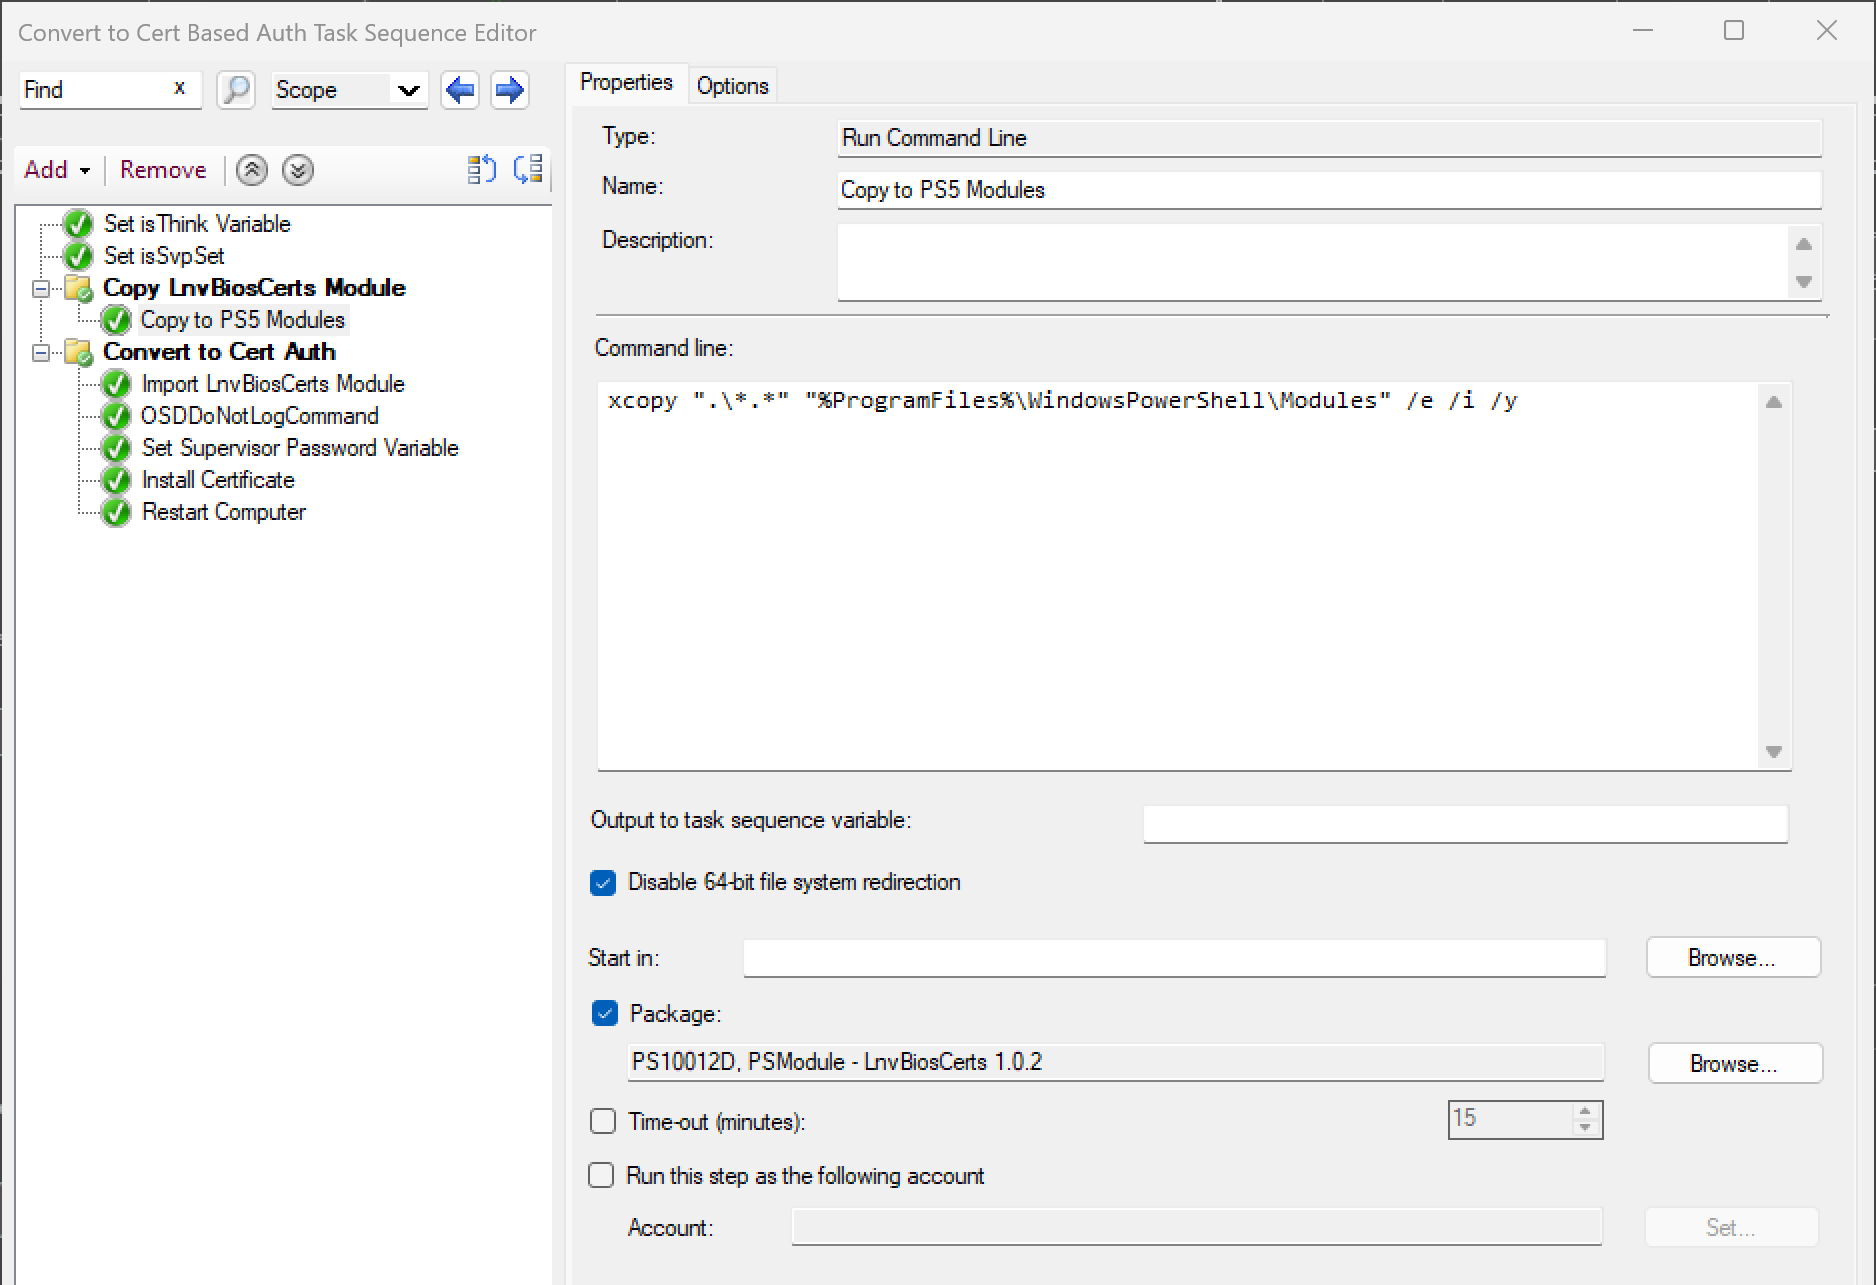 Convert to Cert Based Auth Task Sequence Editor
Find x Scope
Add Remove
Set isThink Variable
Set isSvpSet
Copy LnvBiosCerts Module
Copy to PS5 Modules
Convert to Cert Auth
Import LnvBiosCerts Module
OSDDoNotLogCommand
Set Supervisor Password Variable
Install Certificate
Restart Computer
Properties Options
Type: Run Command Line
Name: Copy to PS5 Modules
Description:
Command line:
xcopy ".\*.*" "%ProgramFiles%\WindowsPowerShell\Modules" /e /i /y
Output to task sequence variable:
Disable 64-bit file system redirection
Start in: Browse...
Package:
PS10012D, PSModule - LnvBiosCerts 1.0.2 Browse...
Time-out (minutes): 15
Run this step as the following account
Account: Set...